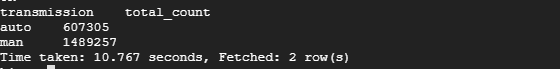 transmission    total_count
auto    607305
man     1489257
Time taken: 10.767 seconds, Fetched: 2 row(s)